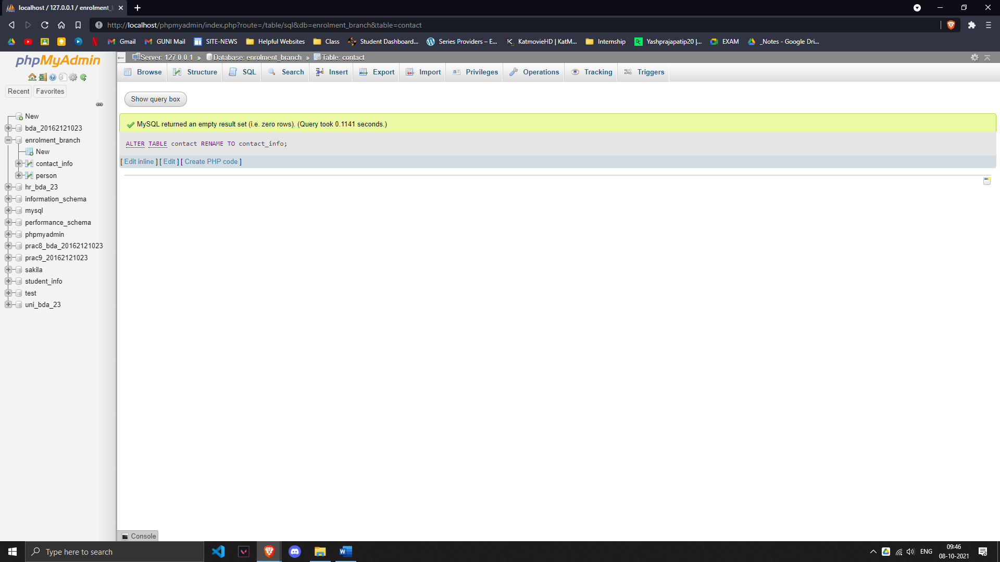 localhost / 127.0.0.1 / enrolment_
http://localhost/phpmyadmin/index.php?route=/table/sql&db=enrolment_branch&table=contact
Gmail GUNI Mail SITE-NEWS Helpful Websites Class Student Dashboard... Series Providers – E... KatmovieHD | KatM... Internship Yashprajapatip20 |... EXAM _Notes - Google Dri...
phpMyAdmin
Server: 127.0.0.1 » Database: enrolment_branch » Table: contact
Browse Structure SQL Search Insert Export Import Privileges Operations Tracking Triggers
Recent Favorites
Show query box
MySQL returned an empty result set (i.e. zero rows). (Query took 0.1141 seconds.)
ALTER TABLE contact RENAME TO contact_info;
[ Edit inline ] [ Edit ] [ Create PHP code ]
New
bda_20162121023
enrolment_branch
New
contact_info
person
hr_bda_23
information_schema
mysql
performance_schema
phpmyadmin
prac8_bda_20162121023
prac9_20162121023
sakila
student_info
test
uni_bda_23
Console
Type here to search
ENG
09:46
08-10-2021